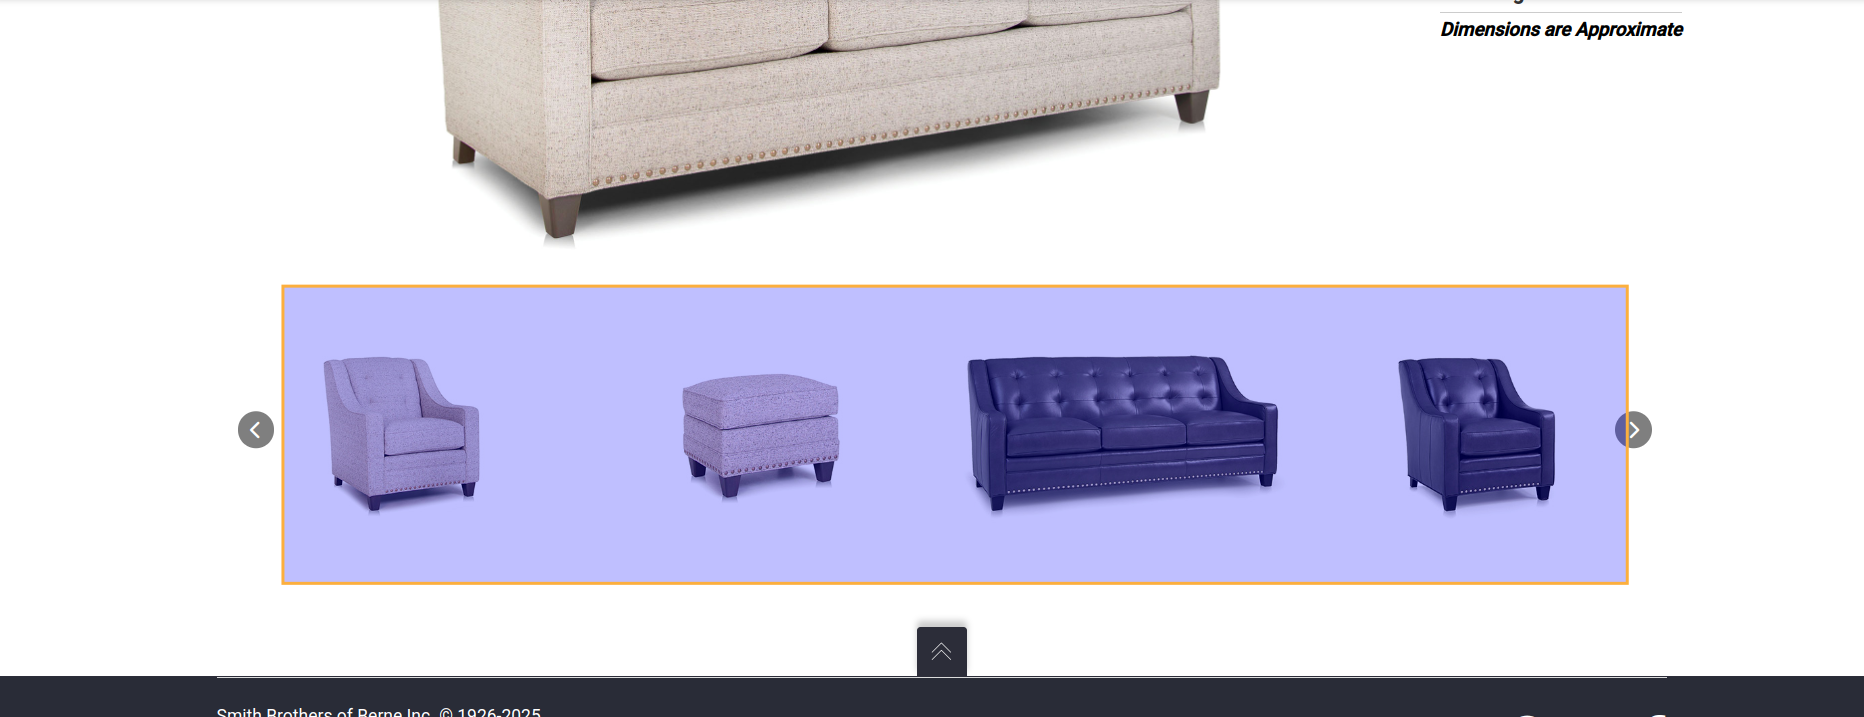 Dimensions are Approximate
Smith Brothers of Berne Inc. © 1926-2025